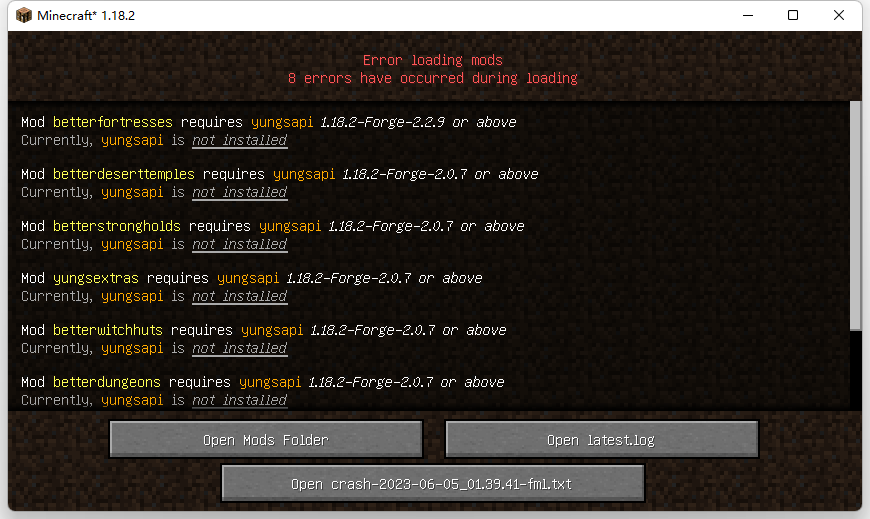 Minecraft* 1.18.2
Error loading mods
8 errors have occurred during loading
Mod betterfortresses requires yungsapi 1.18.2-Forge-2.2.9 or above
Currently, yungsapi is not installed
Mod betterdeserttemples requires yungsapi 1.18.2-Forge-2.0.7 or above
Currently, yungsapi is not installed
Mod betterstrongholds requires yungsapi 1.18.2-Forge-2.0.7 or above
Currently, yungsapi is not installed
Mod yungsextras requires yungsapi 1.18.2-Forge-2.0.7 or above
Currently, yungsapi is not installed
Mod betterwitchhuts requires yungsapi 1.18.2-Forge-2.0.7 or above
Currently, yungsapi is not installed
Mod betterdungeons requires yungsapi 1.18.2-Forge-2.0.7 or above
Currently, yungsapi is not installed
Open Mods Folder
Open latest.log
Open crash-2023-06-05_01.39.41-fml.txt